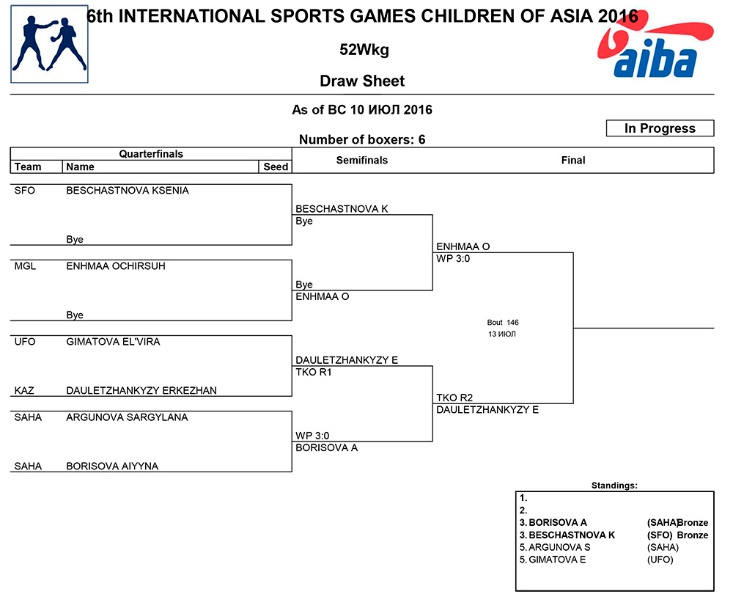 6th INTERNATIONAL SPORTS GAMES CHILDREN OF ASIA 2016
aiba
52Wkg
Draw Sheet
As of ВС 10 ИЮЛ 2016
In Progress
Number of boxers: 6
Quarterfinals Semifinals Final
Team Name Seed
SFO BESCHASTNOVA KSENIA
BESCHASTNOVA K
Bye
Bye
ENHMAA O
WP 3:0
MGL ENHMAA OCHIRSUH
Bye
ENHMAA O
Bye
Bout 146
13 ИЮЛ
UFO GIMATOVA EL'VIRA
DAULETZHANKYZY E
TKO R1
KAZ DAULETZHANKYZY ERKEZHAN
TKO R2
DAULETZHANKYZY E
SAHA ARGUNOVA SARGYLANA
WP 3:0
BORISOVA A
SAHA BORISOVA AIYYNA
Standings:
1.
2.
3. BORISOVA A (SAHA) Bronze
3. BESCHASTNOVA K (SFO) Bronze
5. ARGUNOVA S (SAHA)
5. GIMATOVA E (UFO)